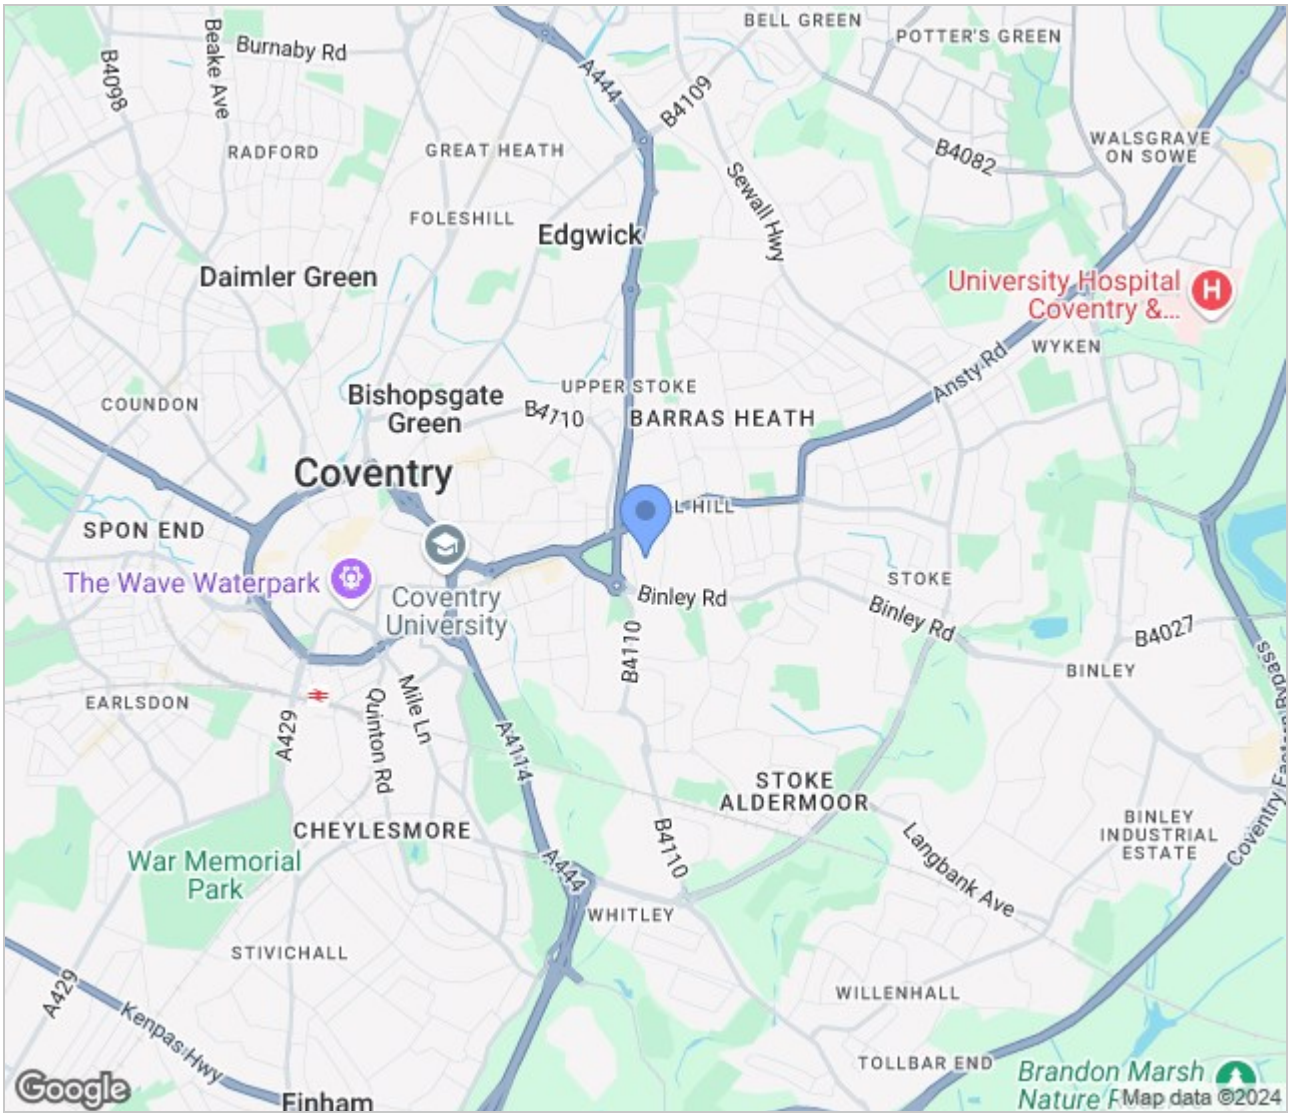 BELL GREEN
POTTER'S GREEN
Burnaby Rd
Beake Ave
B4098
A444
B4109
RADFORD
GREAT HEATH
B4082
WALSGRAVE
ON SOWE
Sewall Hwy
FOLESHILL
Edgwick
Daimler Green
University Hospital
Coventry &...
WYKEN
Ansty Rd
UPPER STOKE
COUNDON
Bishopsgate
Green
B4110
BARRAS HEATH
Coventry
L HILL
SPON END
The Wave Waterpark
Coventry
University
Binley Rd
STOKE
Binley Rd
B4027
B4110
BINLEY
EARLSDON
A429
Quinton Rd
Mile Ln
A4114
Coventry Eastern Bypass
STOKE
ALDERMOOR
CHEYLESMORE
War Memorial
Park
B4110
A444
Langbank Ave
BINLEY
INDUSTRIAL
ESTATE
WHITLEY
STIVICHALL
A429
Kenpas Hwy
WILLENHALL
TOLLBAR END
Finham
Brandon Marsh
Nature
Google
Map data ©2024
H